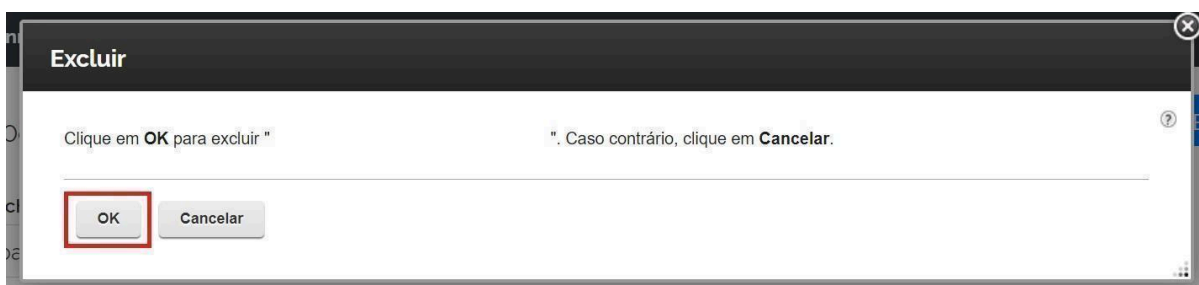 Excluir
Clique em OK para excluir " ". Caso contrário, clique em Cancelar.
OK Cancelar